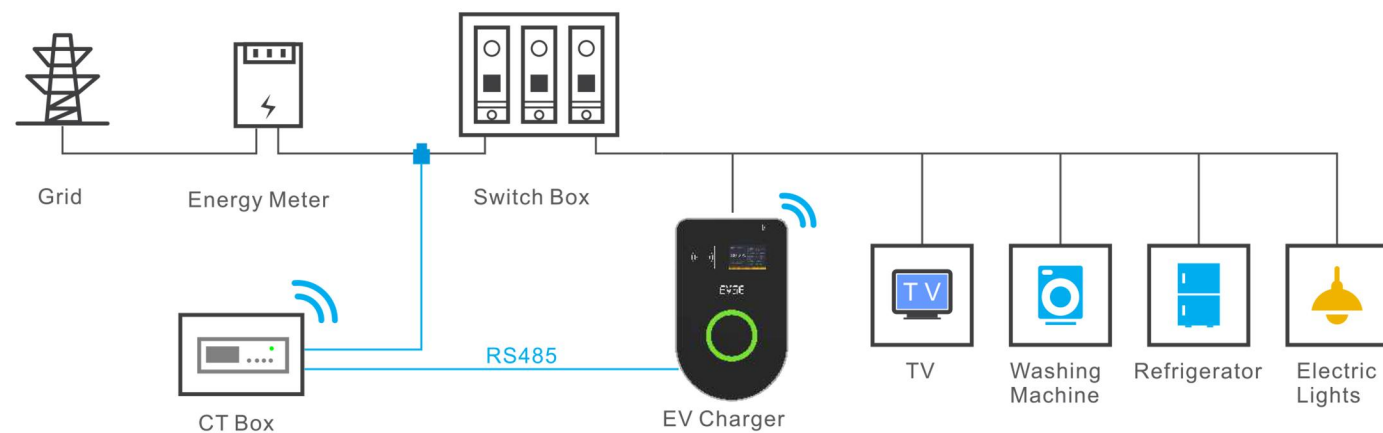 Grid
Energy Meter
Switch Box
EVSE
TV
RS485
CT Box
EV Charger
TV
Washing
Machine
Refrigerator
Electric
Lights